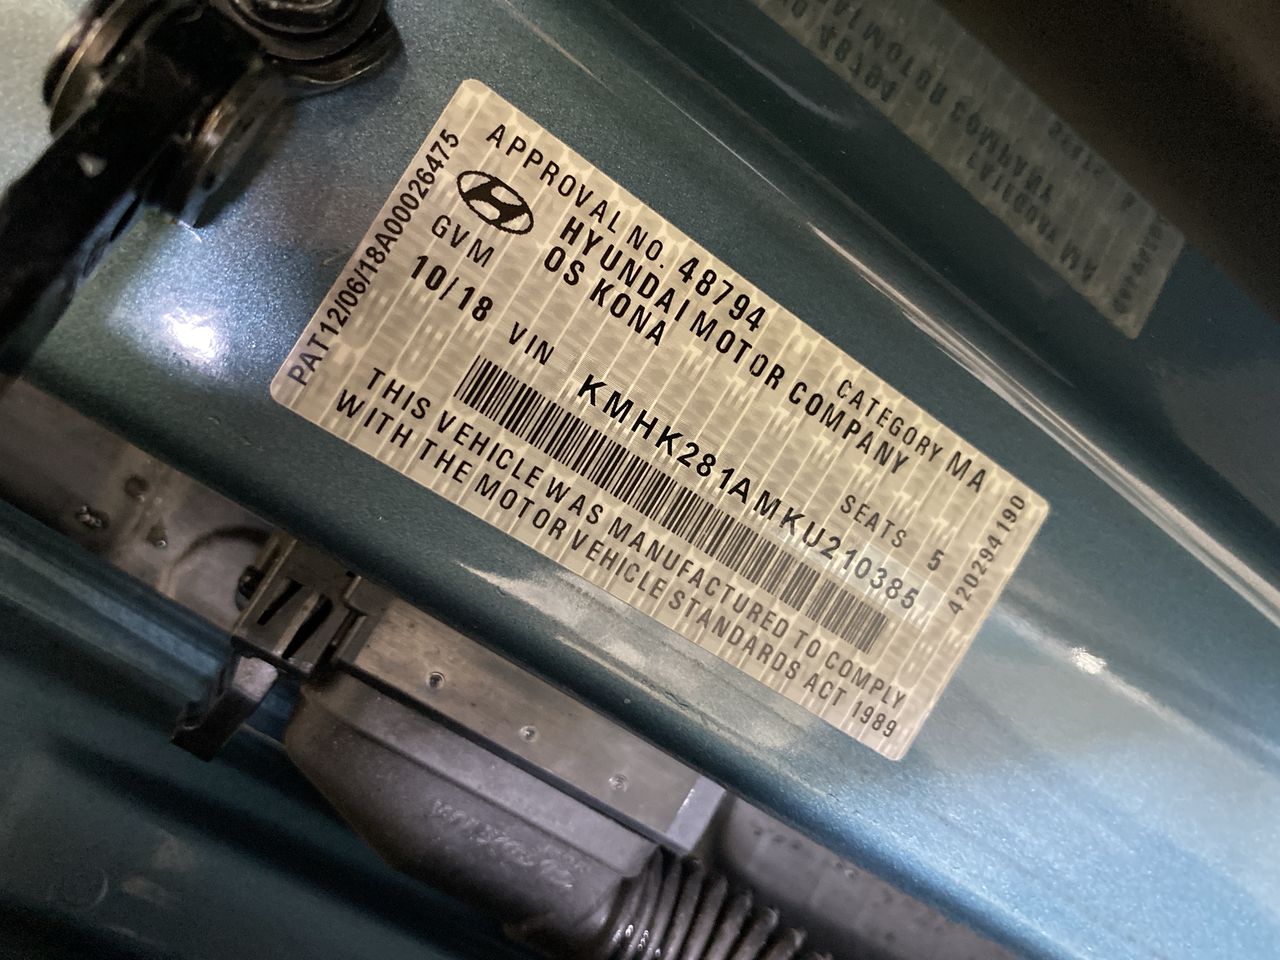 APPROVAL NO. 48794 CATEGORY MA
HYUNDAI MOTOR COMPANY
OS KONA
GVM SEATS 5
10/18 VIN KMHK281AMKU210385
THIS VEHICLE WAS MANUFACTURED TO COMPLY
WITH THE MOTOR VEHICLE STANDARDS ACT 1989
PAT12/06/18A00026475
420294190